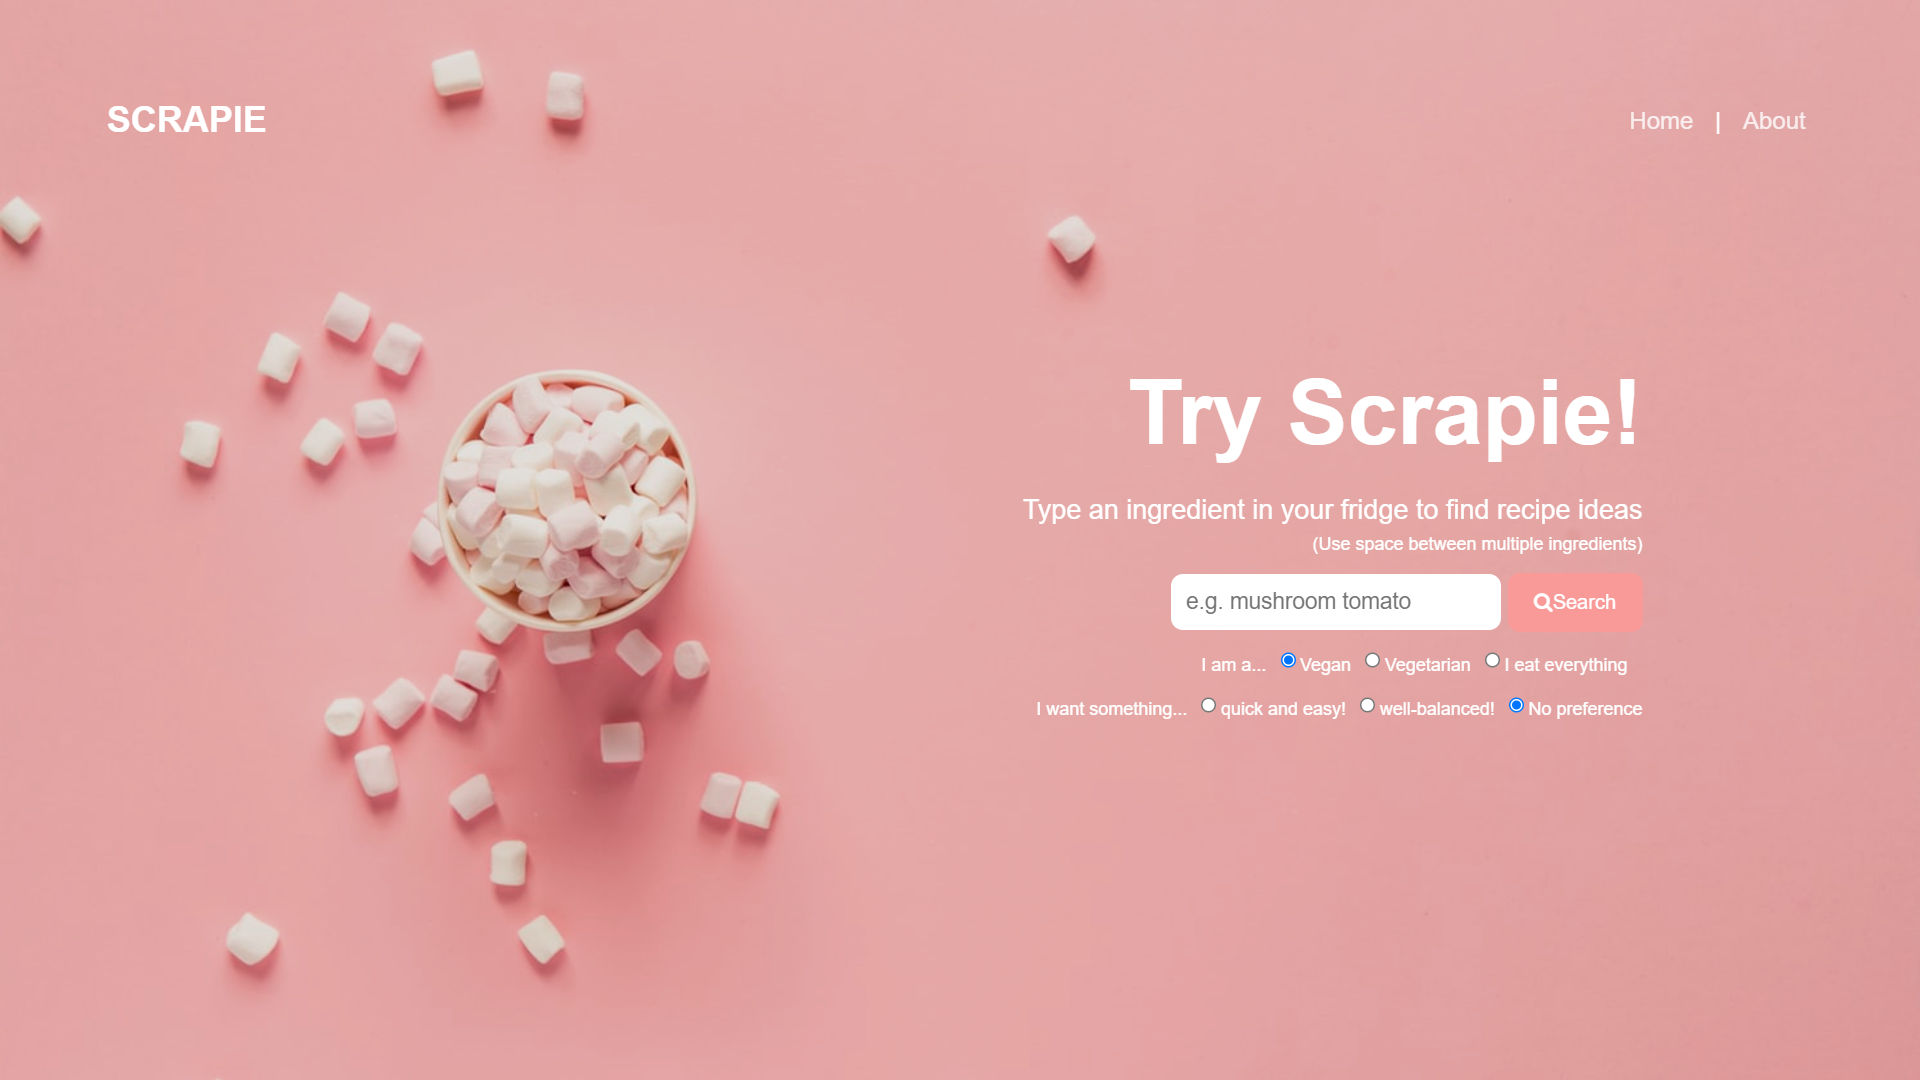 SCRAPIE
Home | About
Try Scrapie!
Type an ingredient in your fridge to find recipe ideas
(Use space between multiple ingredients)
e.g. mushroom tomato Search
I am a... Vegan Vegetarian I eat everything
I want something... quick and easy! well-balanced! No preference